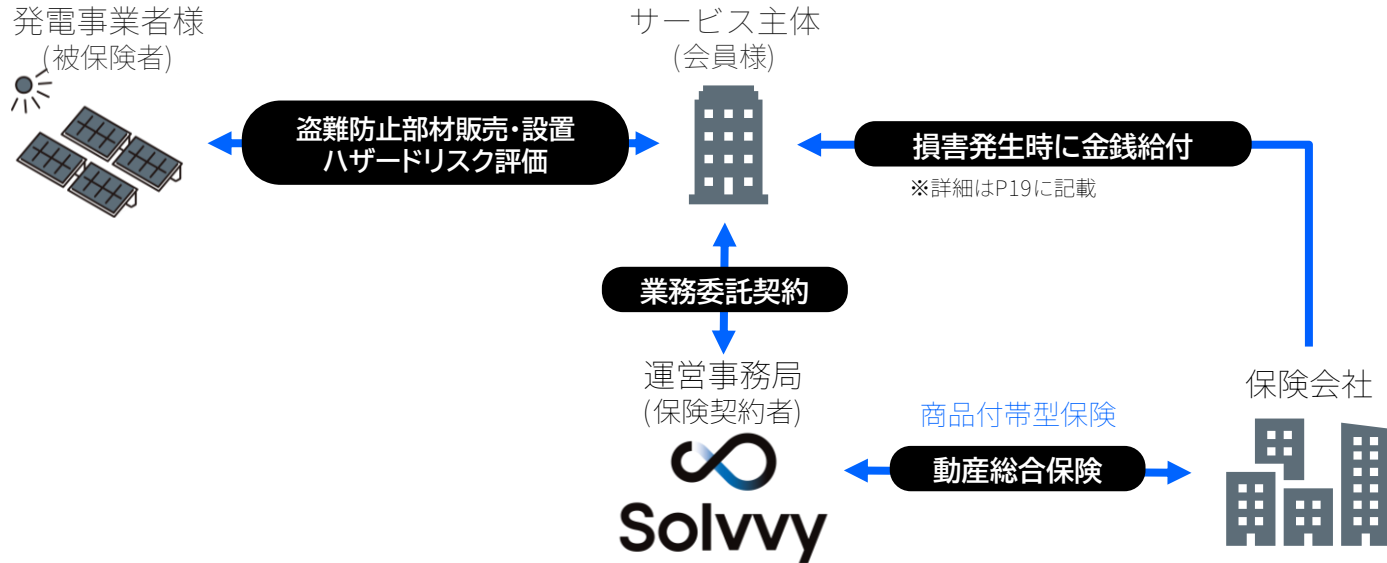 発電事業者様
(被保険者)
サービス主体
(会員様)
盗難防止部材販売・設置
ハザードリスク評価
損害発生時に金銭給付
※詳細はP19に記載
業務委託契約
運営事務局
(保険契約者)
Solvvy
商品付帯型保険
動産総合保険
保険会社